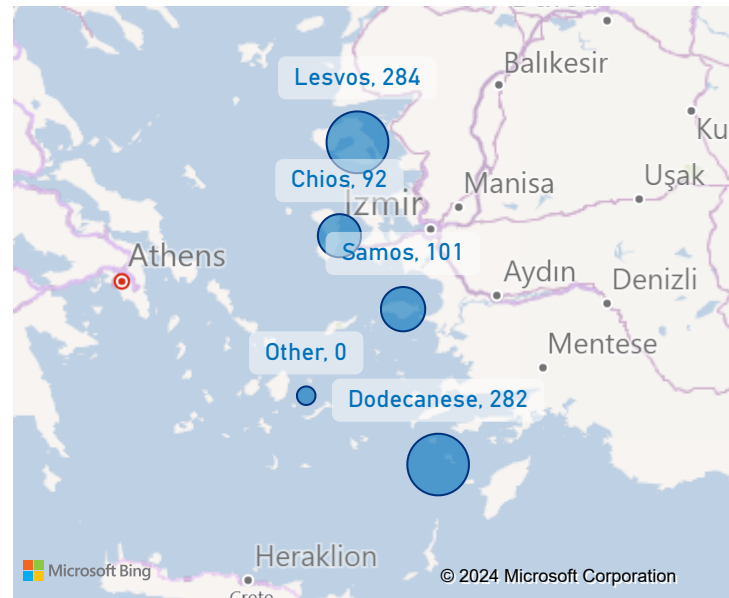 Balıkesir
Lesvos, 284
Ku
Chios, 92
Uşak
Manisa
İzmir
Samos, 101
Athens
Aydın
Denizli
Other, 0
Mentese
Dodecanese, 282
Heraklion
Microsoft Bing
© 2024 Microsoft Corporation
Crete